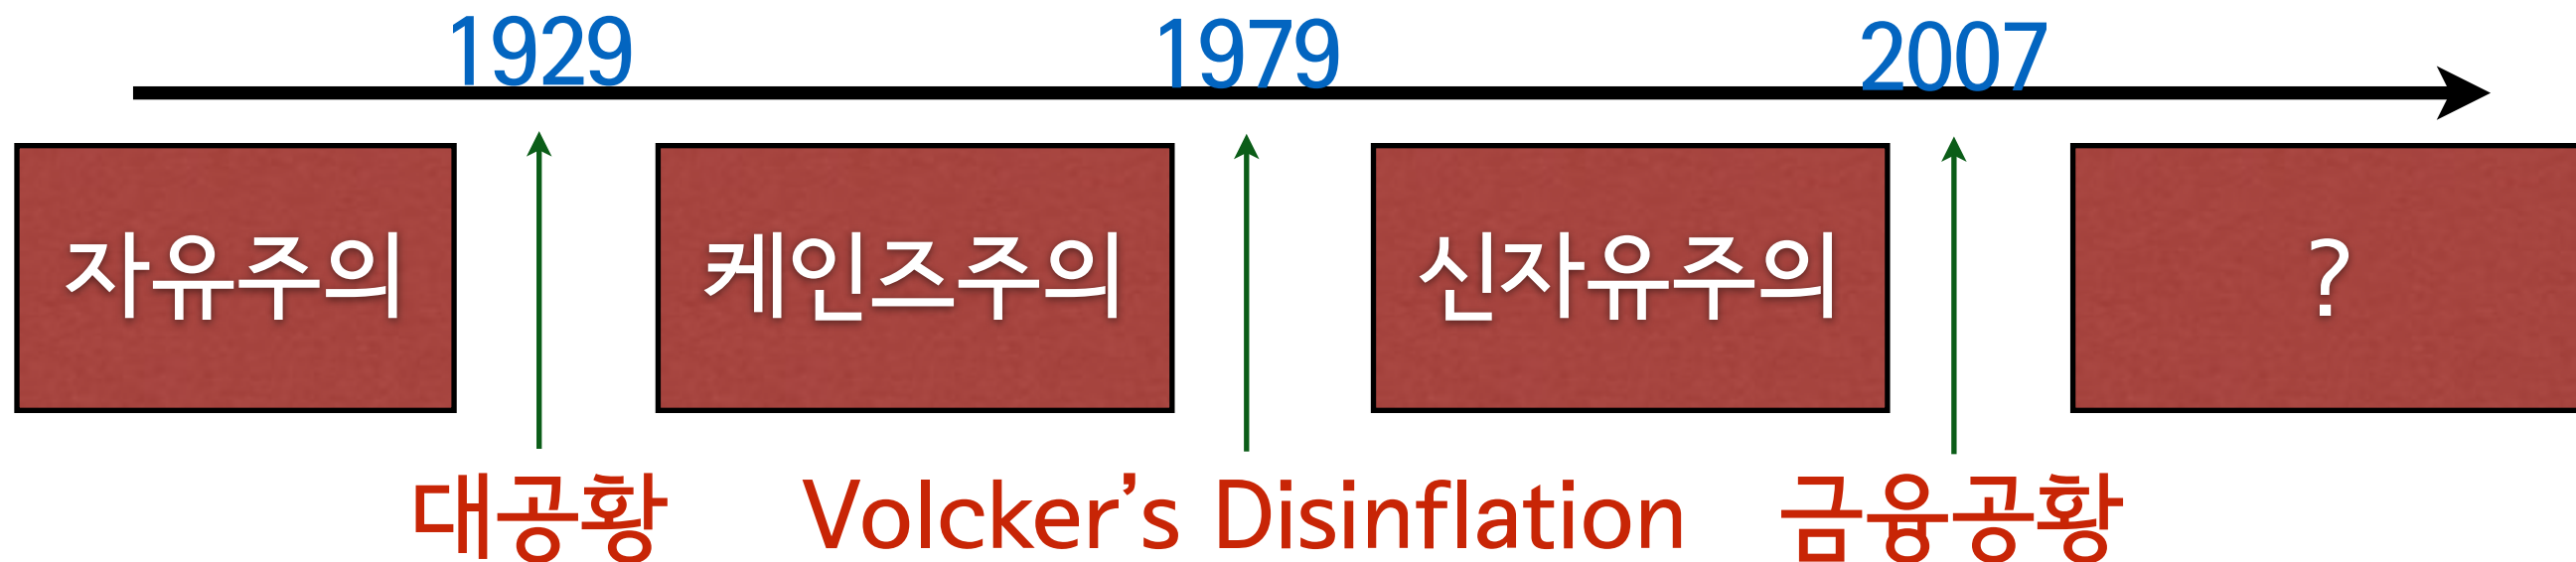 1929 1979 2007
자유주의 케인즈주의 신자유주의 ?
대공황 Volcker’s Disinflation 금융공황